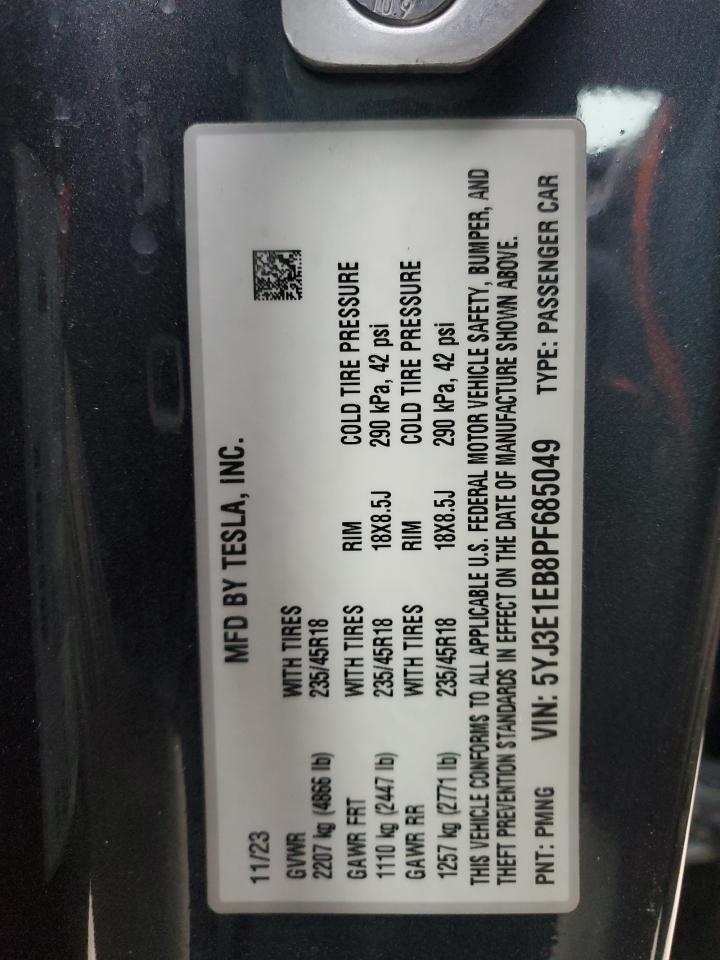 10.9
MFD BY TESLA, INC.
11/23
GVWR WITH TIRES
2207 kg (4866 lb) 235/45R18
GAWR FRT WITH TIRES RIM COLD TIRE PRESSURE
1110 kg (2447 lb) 235/45R18 18X8.5J 290 kPa, 42 psi
GAWR RR WITH TIRES RIM COLD TIRE PRESSURE
1257 kg (2771 lb) 235/45R18 18X8.5J 290 kPa, 42 psi
THIS VEHICLE CONFORMS TO ALL APPLICABLE U.S. FEDERAL MOTOR VEHICLE SAFETY, BUMPER, AND
THEFT PREVENTION STANDARDS IN EFFECT ON THE DATE OF MANUFACTURE SHOWN ABOVE.
PNT: PMNG VIN: 5YJ3E1EB8PF685049 TYPE: PASSENGER CAR